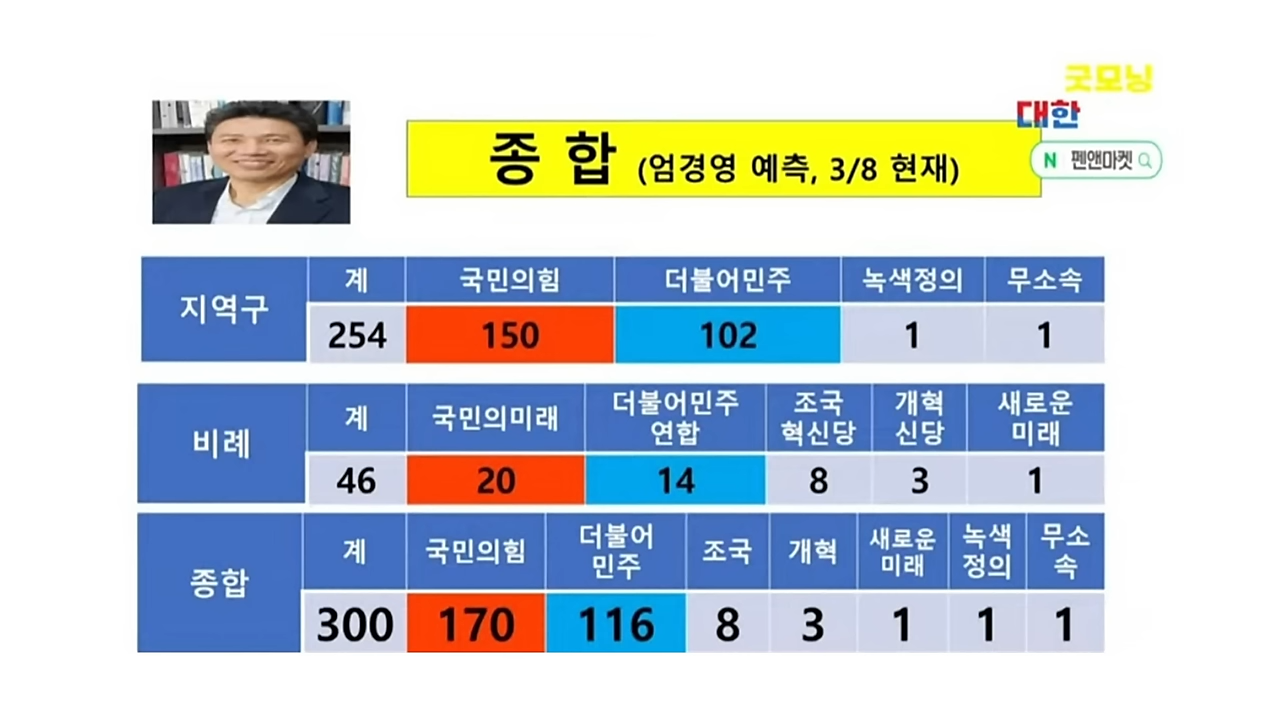 굿모닝
대한
N 펜앤마켓
종 합 (엄경영 예측, 3/8 현재)
지역구
계 국민의힘 더불어민주 녹색정의 무소속
254 150 102 1 1
비례
계 국민의미래 더불어민주 연합 조국 혁신당 개혁 신당 새로운 미래
46 20 14 8 3 1
종합
계 국민의힘 더불어 민주 조국 개혁 새로운 미래 녹색 정의 무소 속
300 170 116 8 3 1 1 1